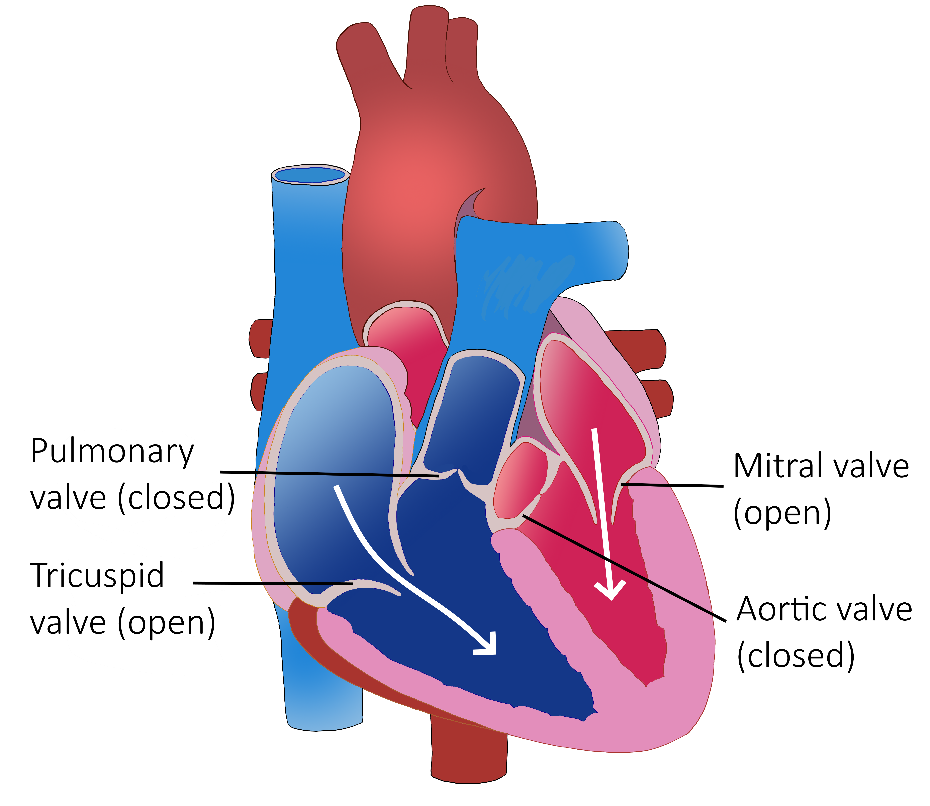 Pulmonary
valve (closed)
Tricuspid
valve (open)
Mitral valve
(open)
Aortic valve
(closed)